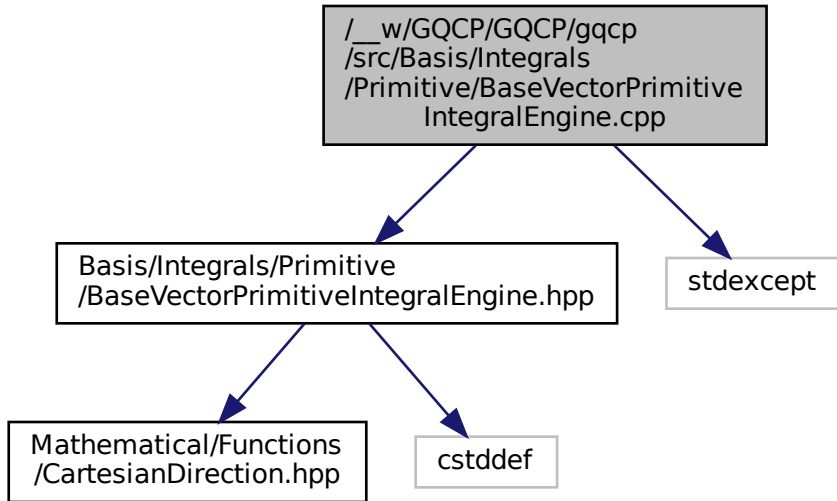 /__w/GQCP/GQCP/gqcp
/src/Basis/Integrals
/Primitive/BaseVectorPrimitive
IntegralEngine.cpp
Basis/Integrals/Primitive
/BaseVectorPrimitiveIntegralEngine.hpp
stdexcept
Mathematical/Functions
/CartesianDirection.hpp
cstddef